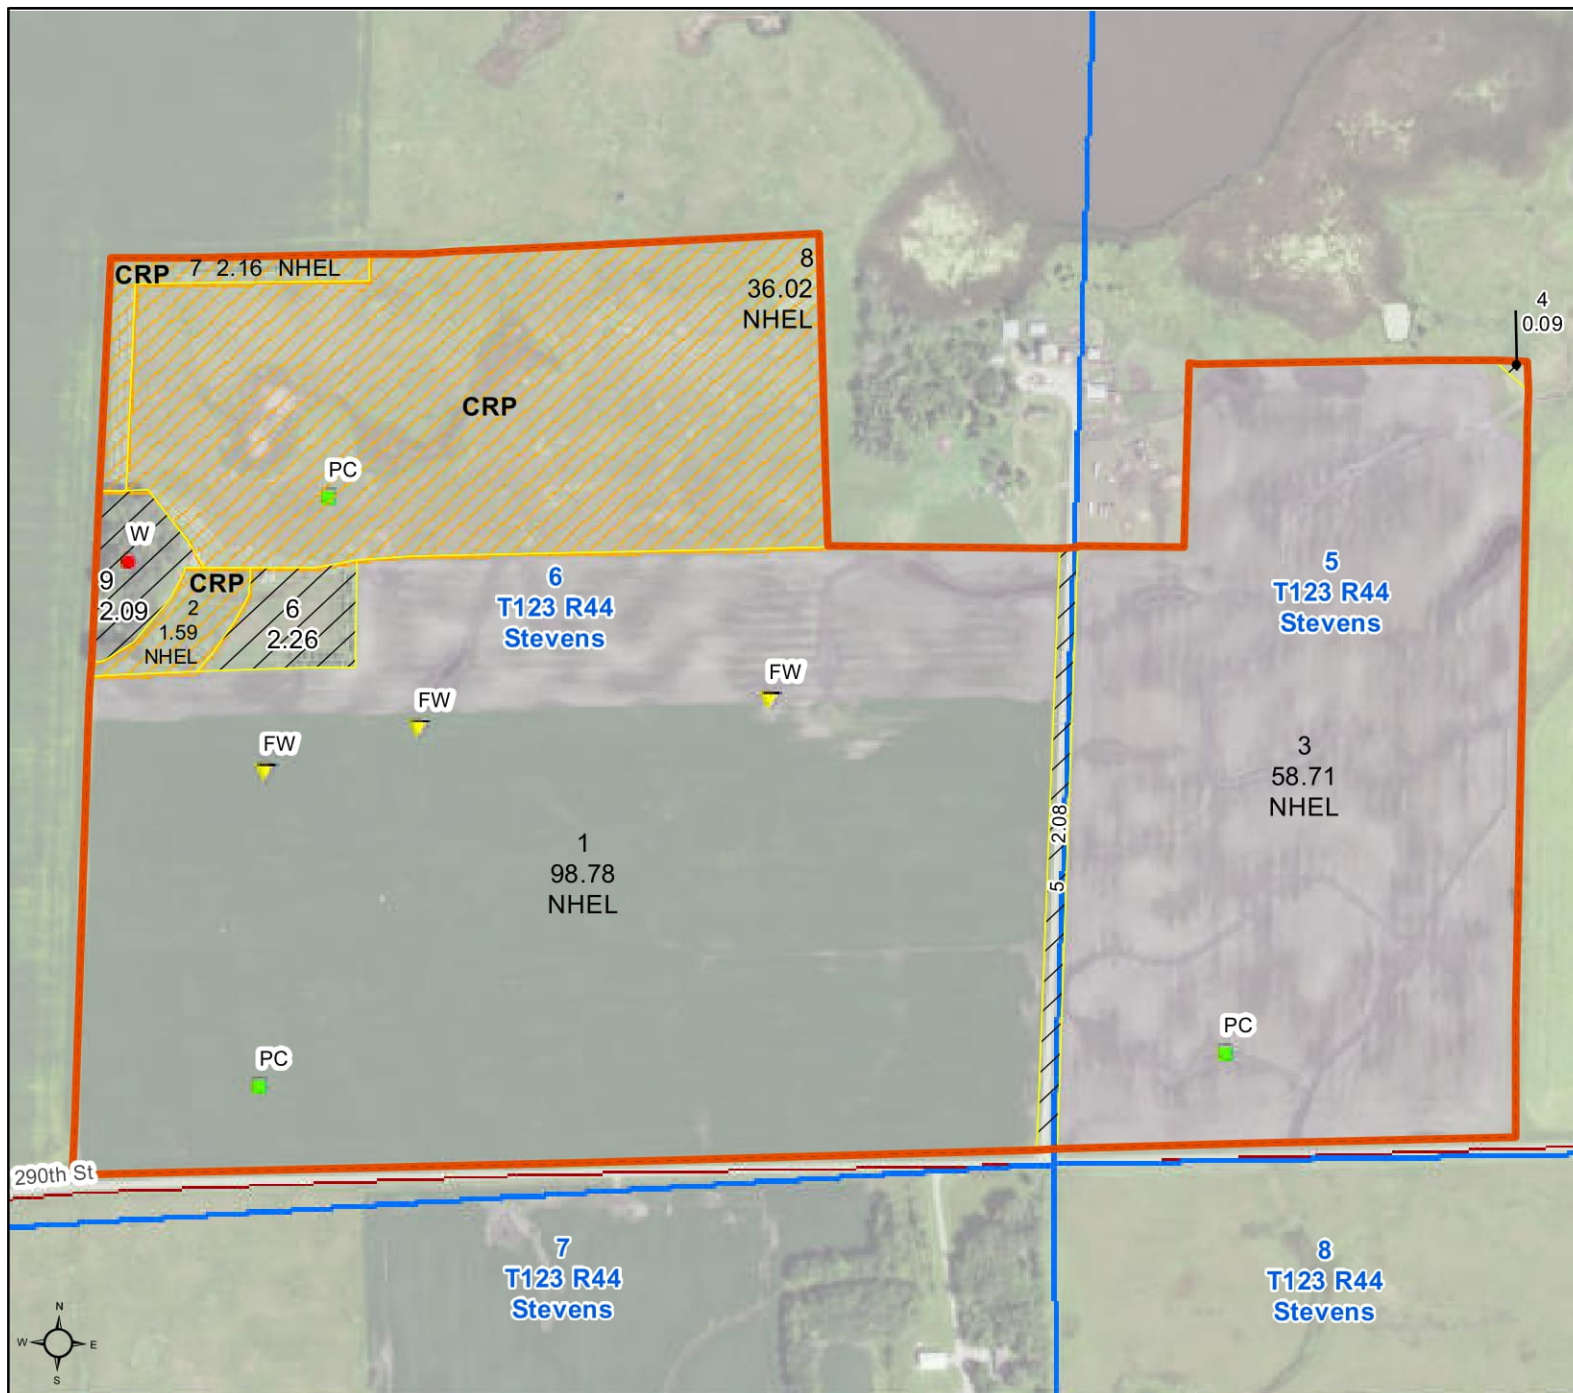 CRP 7 2.16 NHEL
8
36.02
NHEL
4
0.09
CRP
PC
W
9
2.09
CRP
2
1.59
NHEL
6
2.26
6
T123 R44
Stevens
5
T123 R44
Stevens
FW
FW
FW
3
58.71
NHEL
1
98.78
NHEL
5 2.08
PC
PC
290th St
7
T123 R44
Stevens
8
T123 R44
Stevens
N
W E
S